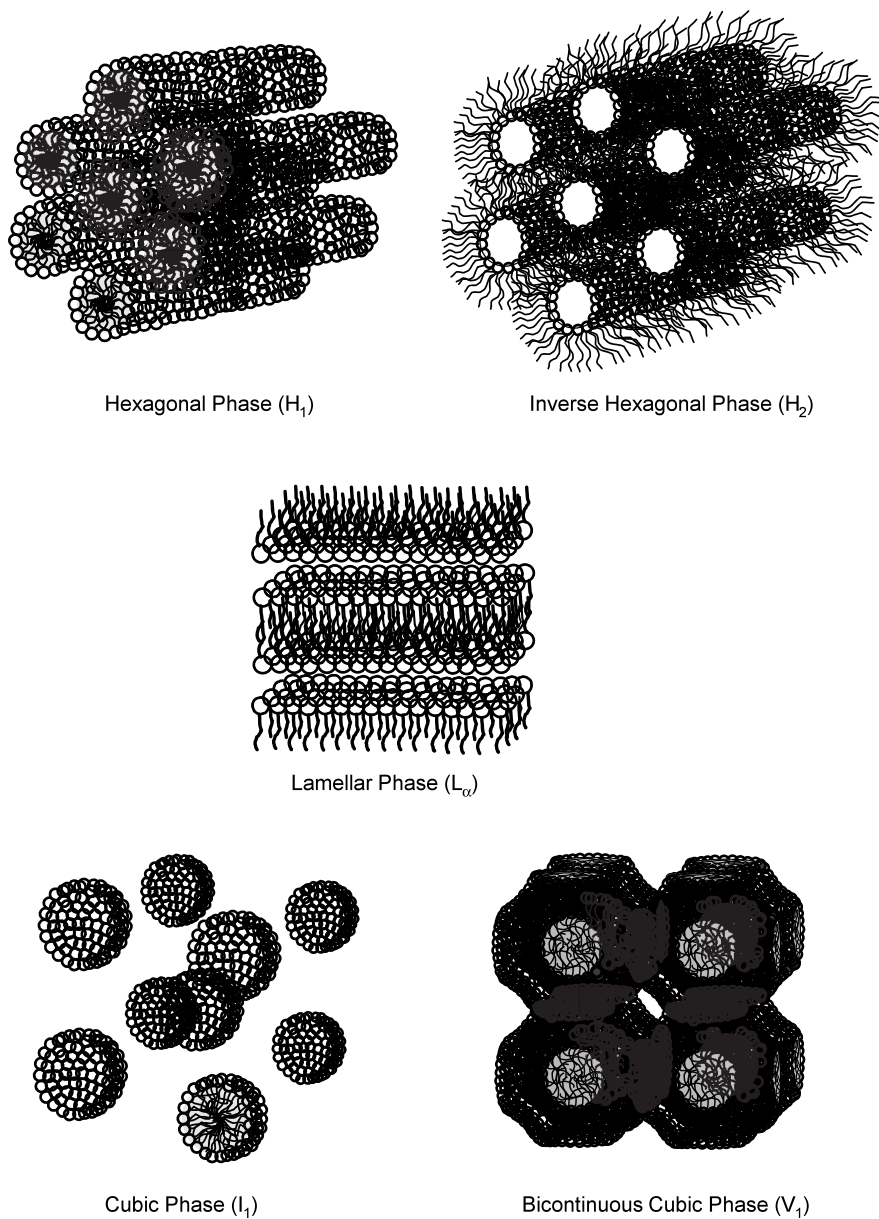 Hexagonal Phase (H₁)
Inverse Hexagonal Phase (H₂)
Lamellar Phase (Lα)
Cubic Phase (I₁)
Bicontinuous Cubic Phase (V₁)